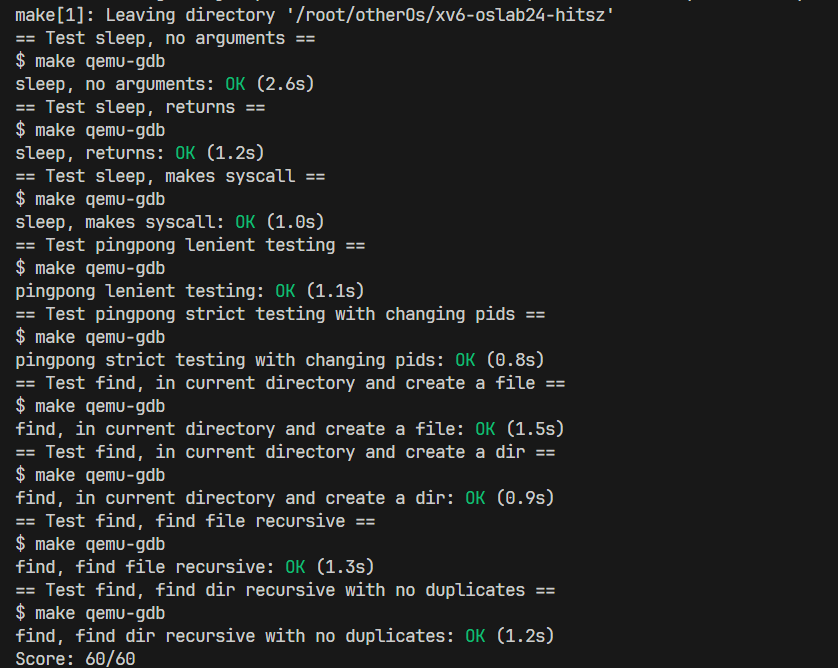 make[1]: Leaving directory '/root/otherOs/xv6-oslab24-hitsz'
== Test sleep, no arguments ==
$ make qemu-gdb
sleep, no arguments: OK (2.6s)
== Test sleep, returns ==
$ make qemu-gdb
sleep, returns: OK (1.2s)
== Test sleep, makes syscall ==
$ make qemu-gdb
sleep, makes syscall: OK (1.0s)
== Test pingpong lenient testing ==
$ make qemu-gdb
pingpong lenient testing: OK (1.1s)
== Test pingpong strict testing with changing pids ==
$ make qemu-gdb
pingpong strict testing with changing pids: OK (0.8s)
== Test find, in current directory and create a file ==
$ make qemu-gdb
find, in current directory and create a file: OK (1.5s)
== Test find, in current directory and create a dir ==
$ make qemu-gdb
find, in current directory and create a dir: OK (0.9s)
== Test find, find file recursive ==
$ make qemu-gdb
find, find file recursive: OK (1.3s)
== Test find, find dir recursive with no duplicates ==
$ make qemu-gdb
find, find dir recursive with no duplicates: OK (1.2s)
Score: 60/60